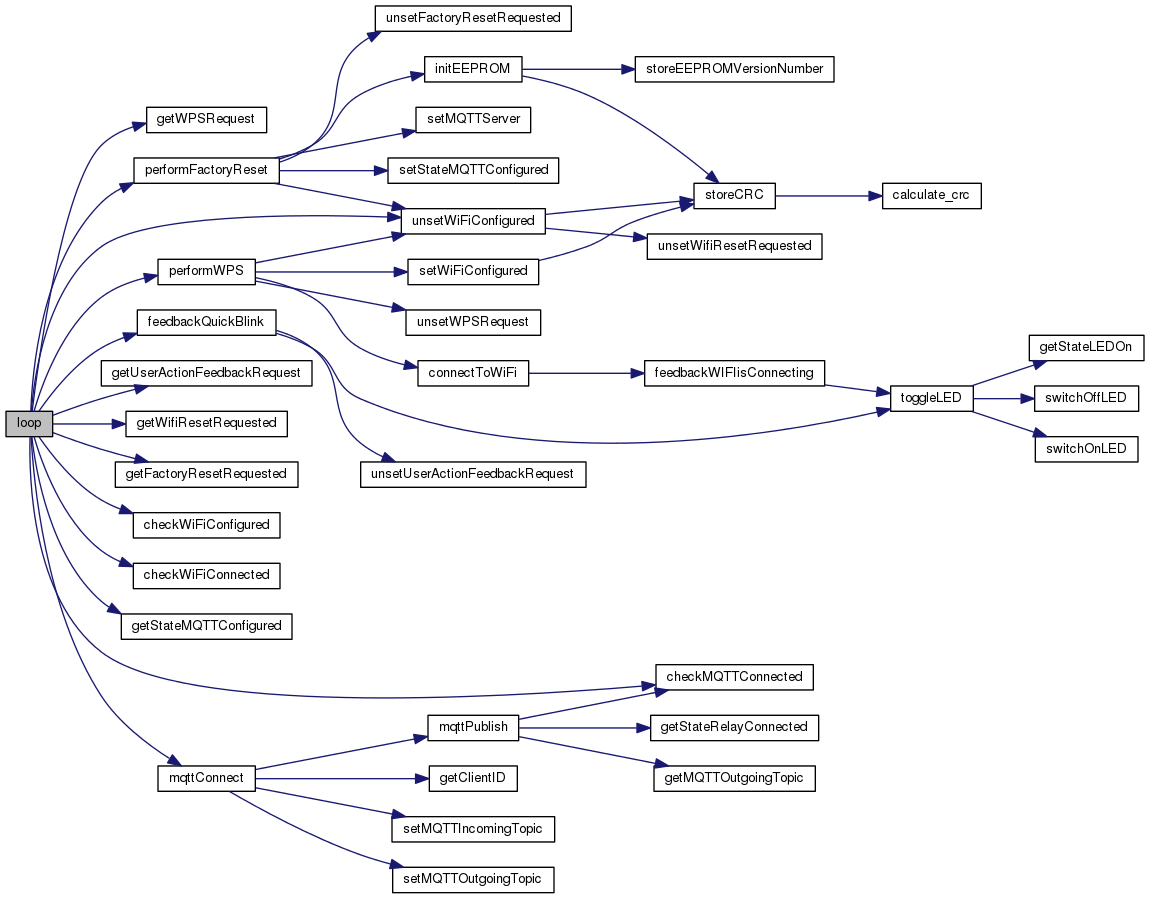 unsetFactoryResetRequested
initEEPROM
storeEEPROMVersionNumber
getWPSRequest
setMQTTServer
performFactoryReset
setStateMQTTConfigured
storeCRC
calculate_crc
unsetWiFiConfigured
unsetWifiResetRequested
performWPS
setWiFiConfigured
feedbackQuickBlink
unsetWPSRequest
getStateLEDOn
getUserActionFeedbackRequest
connectToWiFi
feedbackWIFIisConnecting
toggleLED
switchOffLED
loop
getWifiResetRequested
switchOnLED
getFactoryResetRequested
unsetUserActionFeedbackRequest
checkWiFiConfigured
checkWiFiConnected
getStateMQTTConfigured
checkMQTTConnected
mqttPublish
getStateRelayConnected
mqttConnect
getClientID
getMQTTOutgoingTopic
setMQTTIncomingTopic
setMQTTOutgoingTopic